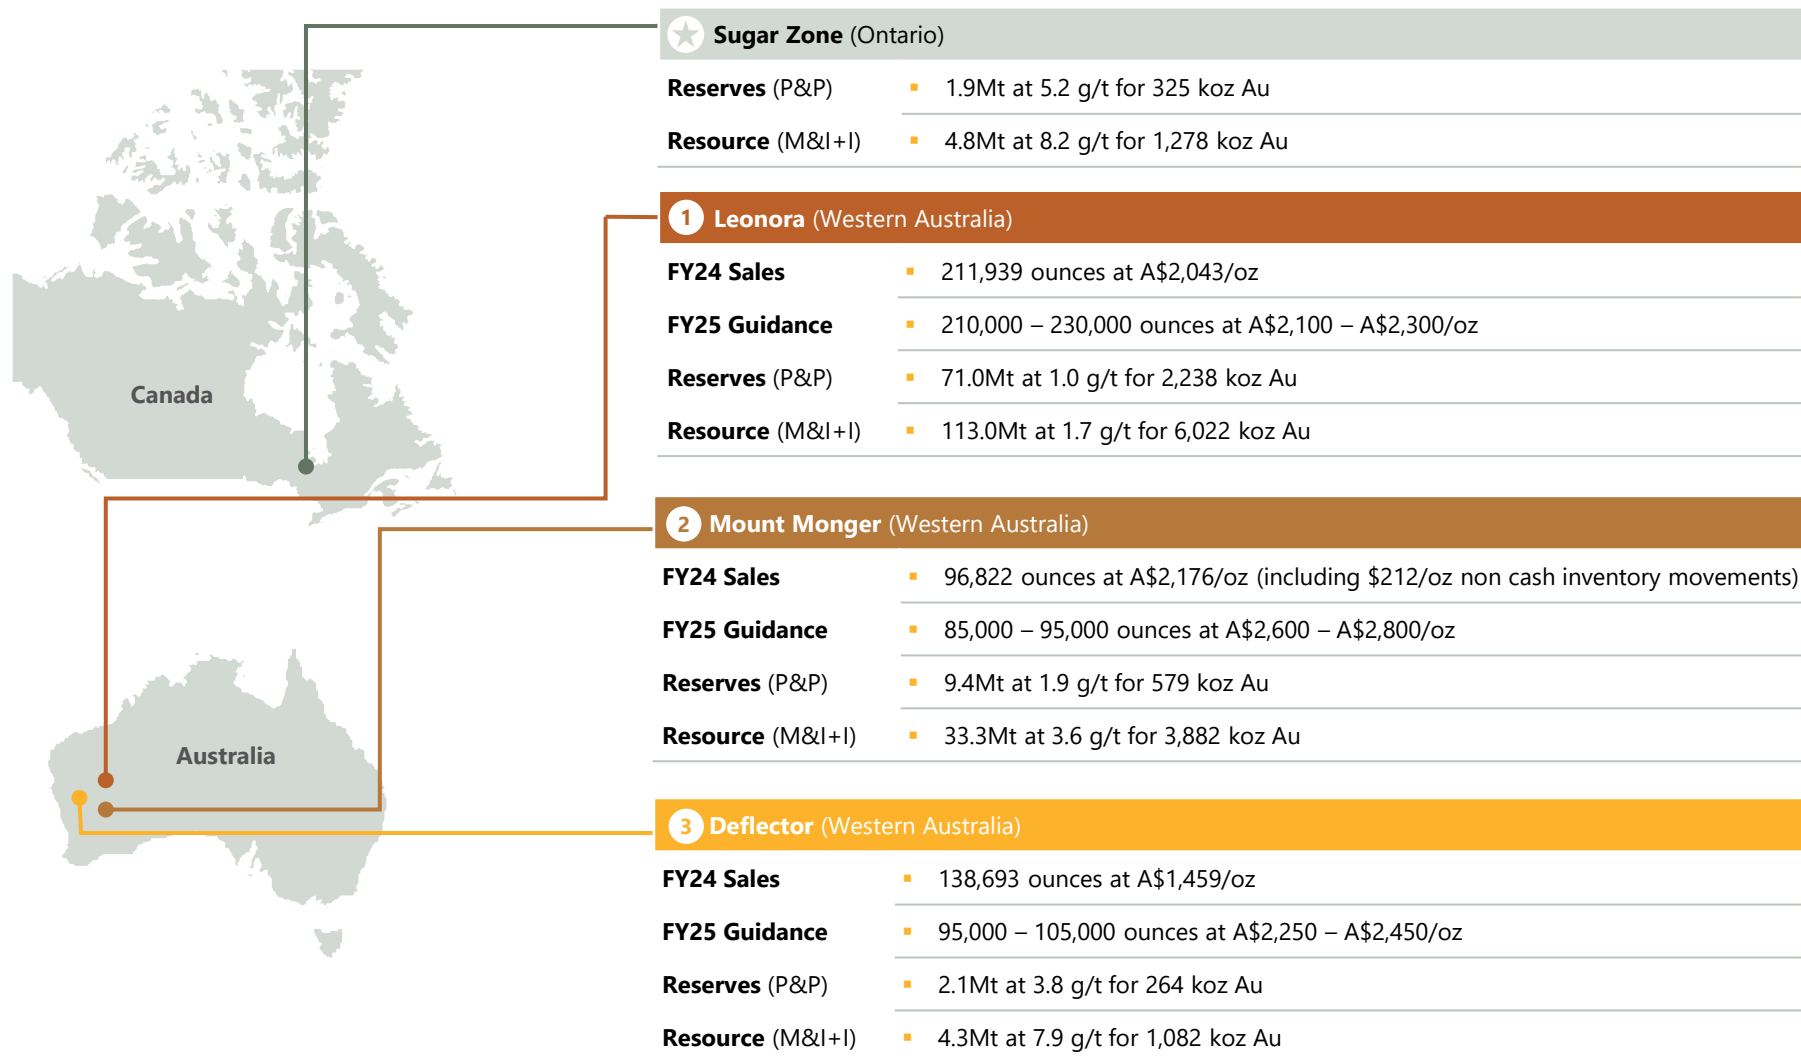 Sugar Zone (Ontario)
Reserves (P&P) ▪ 1.9Mt at 5.2 g/t for 325 koz Au
Resource (M&I+I) ▪ 4.8Mt at 8.2 g/t for 1,278 koz Au
1 Leonora (Western Australia)
FY24 Sales ▪ 211,939 ounces at A$2,043/oz
FY25 Guidance ▪ 210,000 – 230,000 ounces at A$2,100 – A$2,300/oz
Reserves (P&P) ▪ 71.0Mt at 1.0 g/t for 2,238 koz Au
Resource (M&I+I) ▪ 113.0Mt at 1.7 g/t for 6,022 koz Au
2 Mount Monger (Western Australia)
FY24 Sales ▪ 96,822 ounces at A$2,176/oz (including $212/oz non cash inventory movements)
FY25 Guidance ▪ 85,000 – 95,000 ounces at A$2,600 – A$2,800/oz
Reserves (P&P) ▪ 9.4Mt at 1.9 g/t for 579 koz Au
Resource (M&I+I) ▪ 33.3Mt at 3.6 g/t for 3,882 koz Au
3 Deflector (Western Australia)
FY24 Sales ▪ 138,693 ounces at A$1,459/oz
FY25 Guidance ▪ 95,000 – 105,000 ounces at A$2,250 – A$2,450/oz
Reserves (P&P) ▪ 2.1Mt at 3.8 g/t for 264 koz Au
Resource (M&I+I) ▪ 4.3Mt at 7.9 g/t for 1,082 koz Au
Canada
Australia